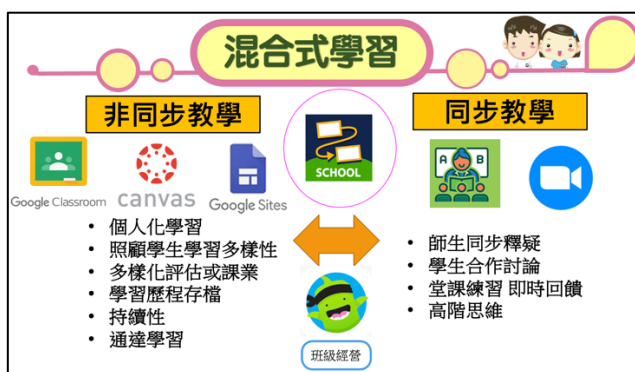 混合式學習
非同步教學
同步教學
SCHOOL
A B
Google Classroom
canvas
Google Sites
個人化學習
照顧學生學習多樣性
多樣化評估或課業
學習歷程存檔
持續性
通達學習
師生同步釋疑
學生合作討論
堂課練習 即時回饋
高階思維
班級經營